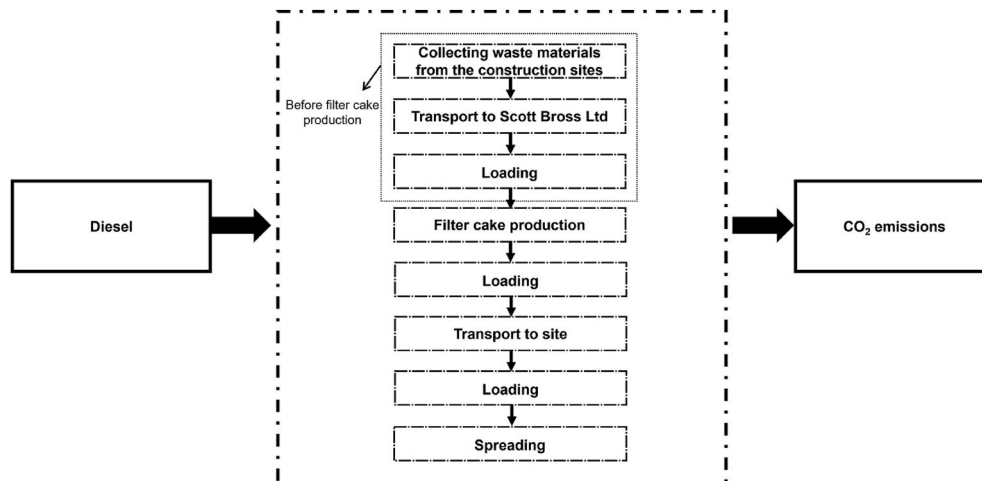 Collecting waste materials
from the construction sites
Before filter cake
production
Transport to Scott Bross Ltd
Loading
Diesel
Filter cake production
CO₂ emissions
Loading
Transport to site
Loading
Spreading